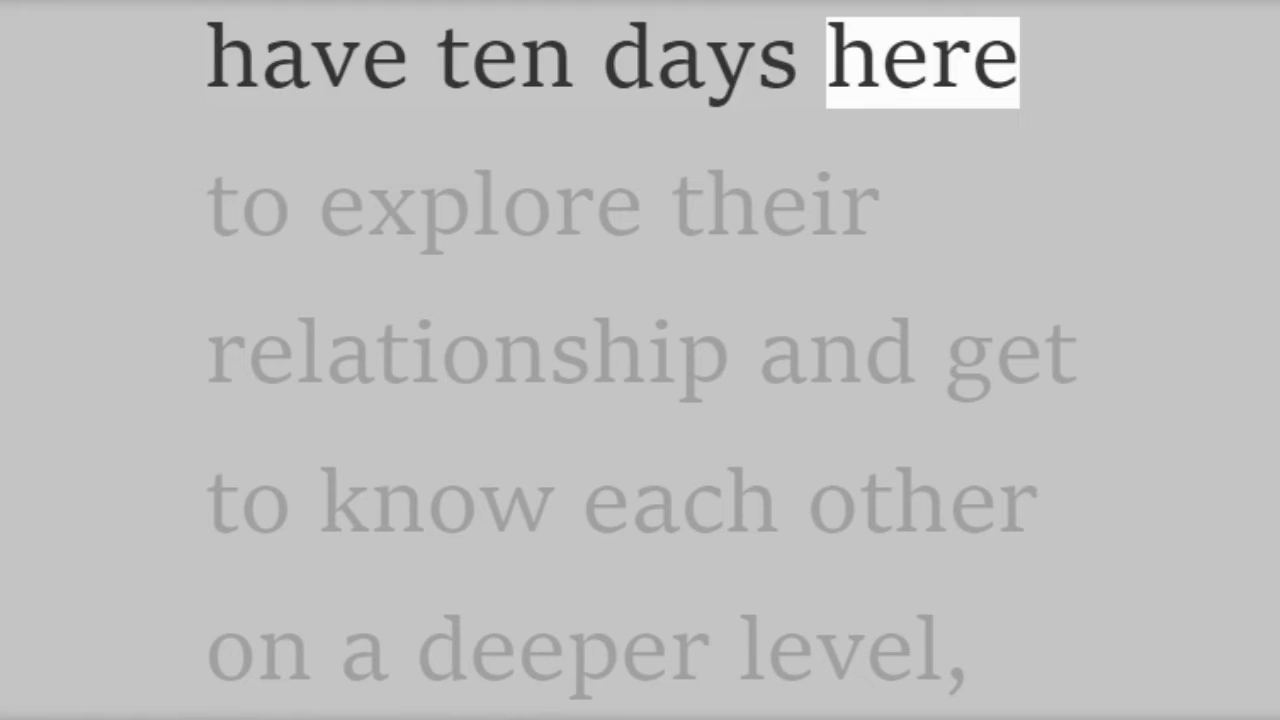 have ten days here
to explore their
relationship and get
to know each other
on a deeper level,